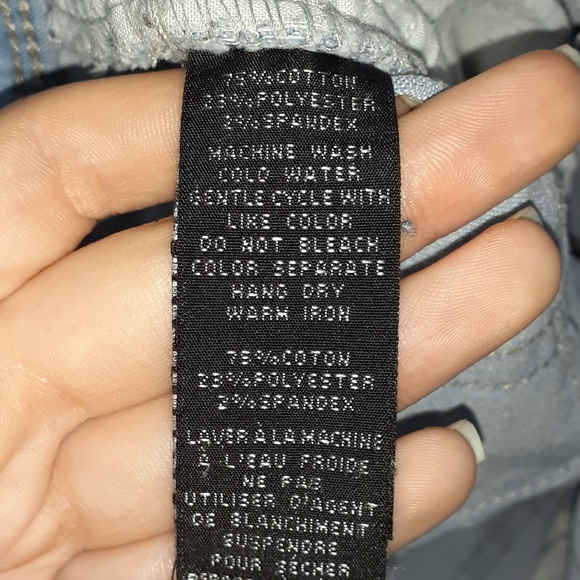 75%COTTON
23%POLYESTER
2%SPANDEX
MACHINE WASH
COLD WATER
GENTLE CYCLE WITH
LIKE COLOR
DO NOT BLEACH
COLOR SEPARATE
HANG DRY
WARM IRON
75%COTON
23%POLYESTER
2%SPANDEX
LAVER À LA MACHINE
À L'EAU FROIDE
NE PAS
UTILISER D'AGENT
DE BLANCHIMENT
SUSPENDRE
POUR SÉCHER